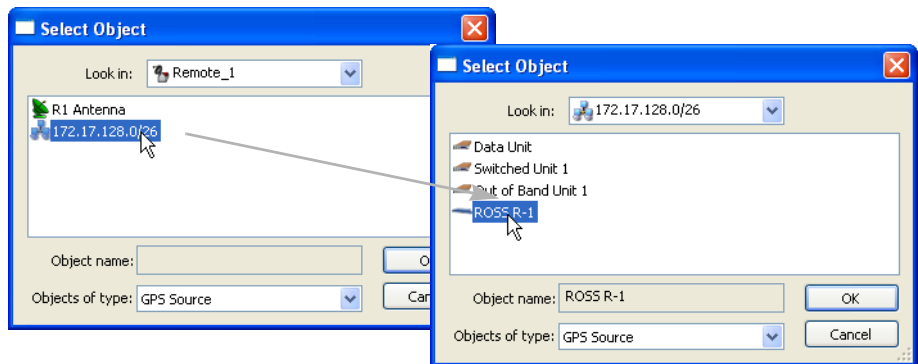 Select Object
Look in: Remote_1
R1 Antenna
172.17.128.0/26
Object name:
Objects of type: GPS Source
Select Object
Look in: 172.17.128.0/26
Data Unit
Switched Unit 1
Out of Band Unit 1
ROSS R-1
Object name: ROSS R-1 OK
Objects of type: GPS Source Cancel